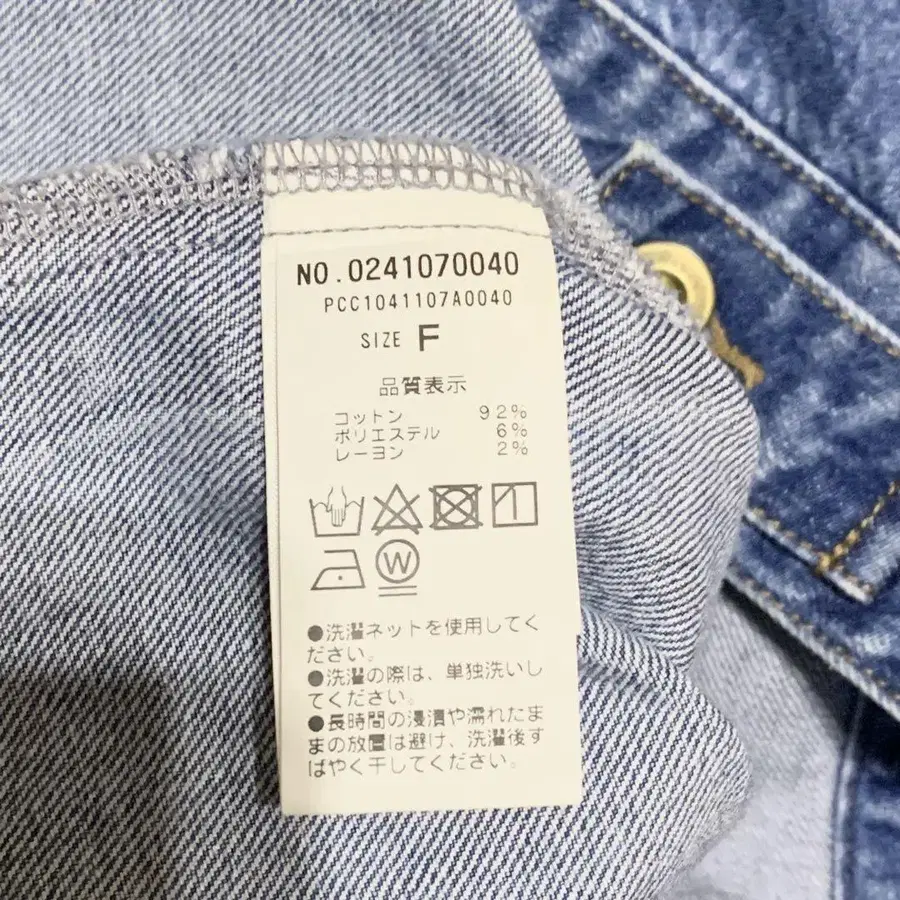 NO.0241070040
PCC1041107A0040
SIZE F
品質表示
コットン 92%
ポリエステル 6%
レーヨン 2%
W
●洗濯ネットを使用してく
ださい。
●洗濯の際は、単独洗いし
てください。
●長時間の浸漬や濡れたま
まの放置は避け、洗濯後す
ばやく干してください。